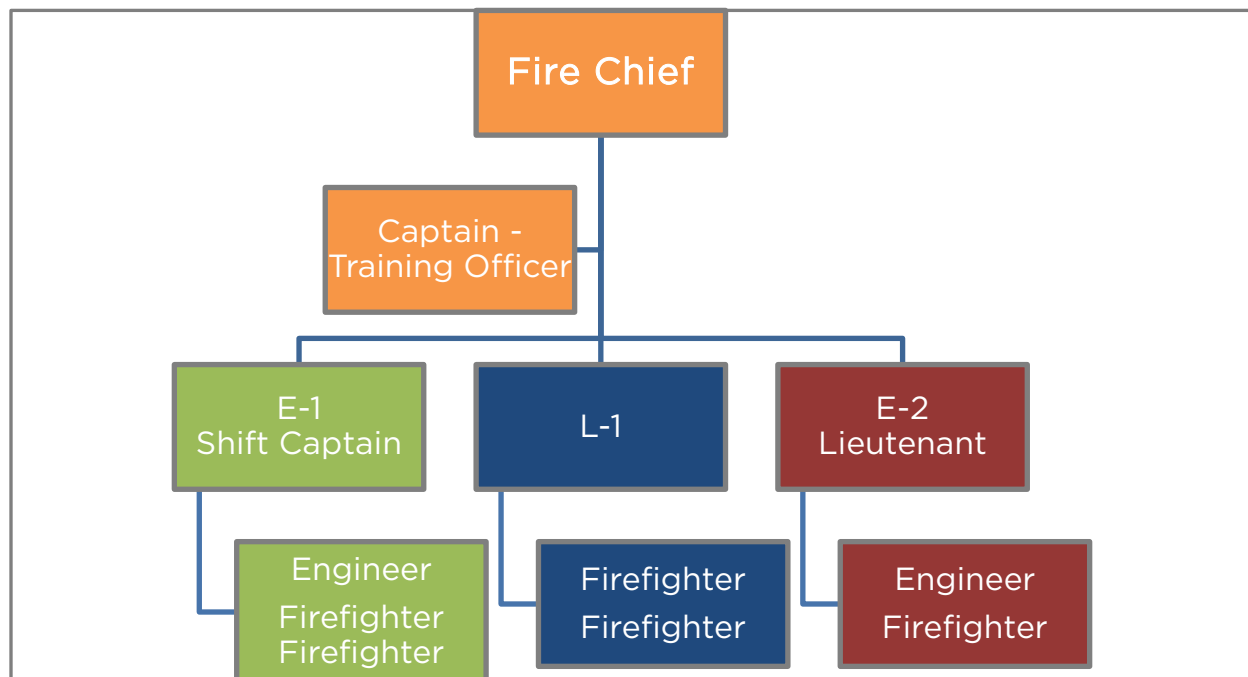 Fire Chief
Captain -
Training Officer
E-1
Shift Captain
L-1
E-2
Lieutenant
Engineer
Firefighter
Firefighter
Firefighter
Firefighter
Engineer
Firefighter